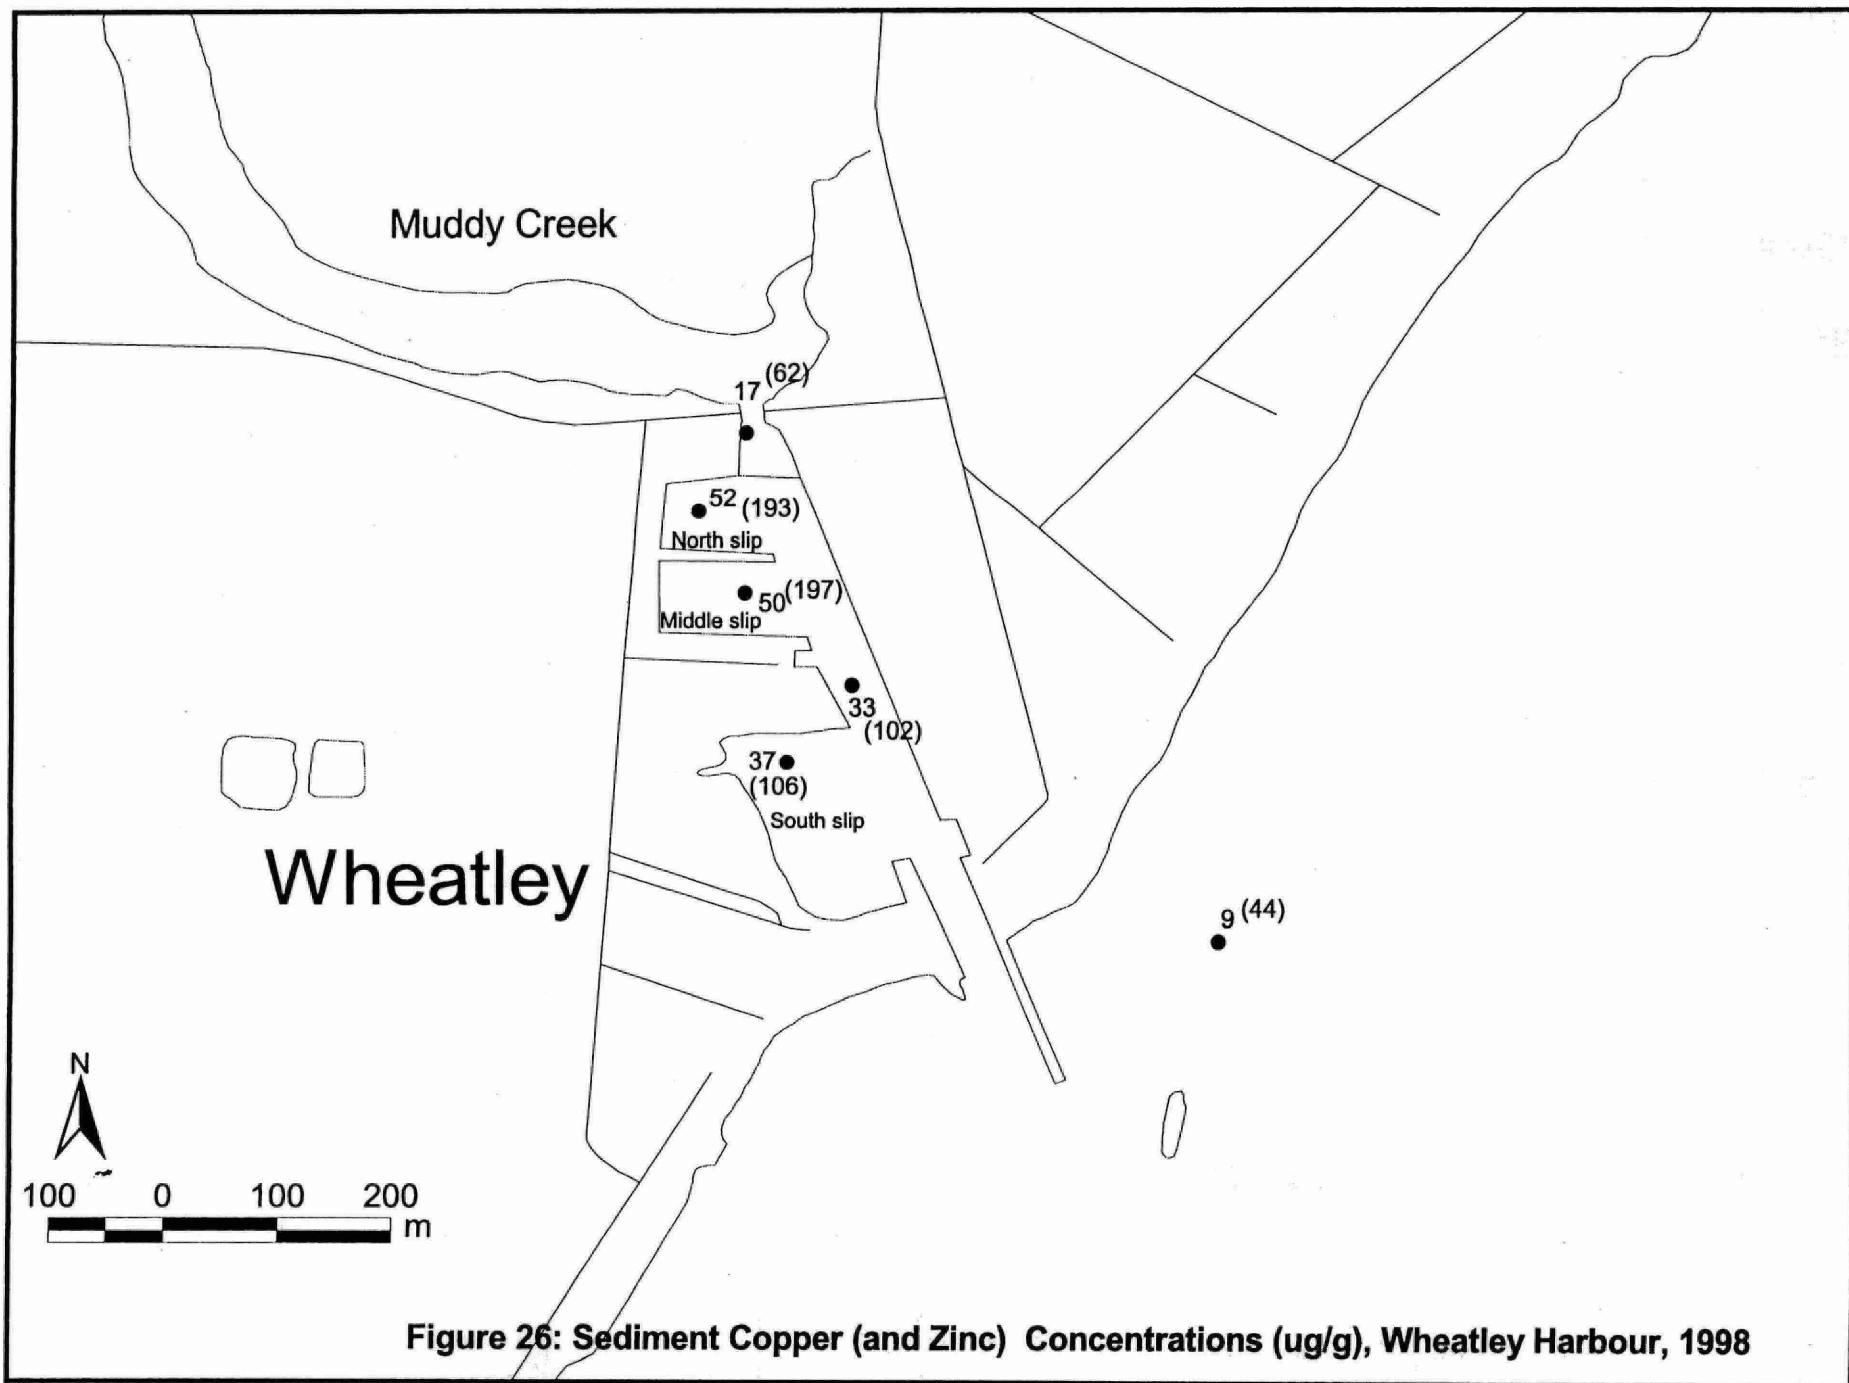 Muddy Creek
17 (62)
52 (193)
North slip
50 (197)
Middle slip
33
(102)
37
(106)
South slip
Wheatley
9 (44)
N
100 0 100 200
m
Figure 26: Sediment Copper (and Zinc) Concentrations (ug/g), Wheatley Harbour, 1998